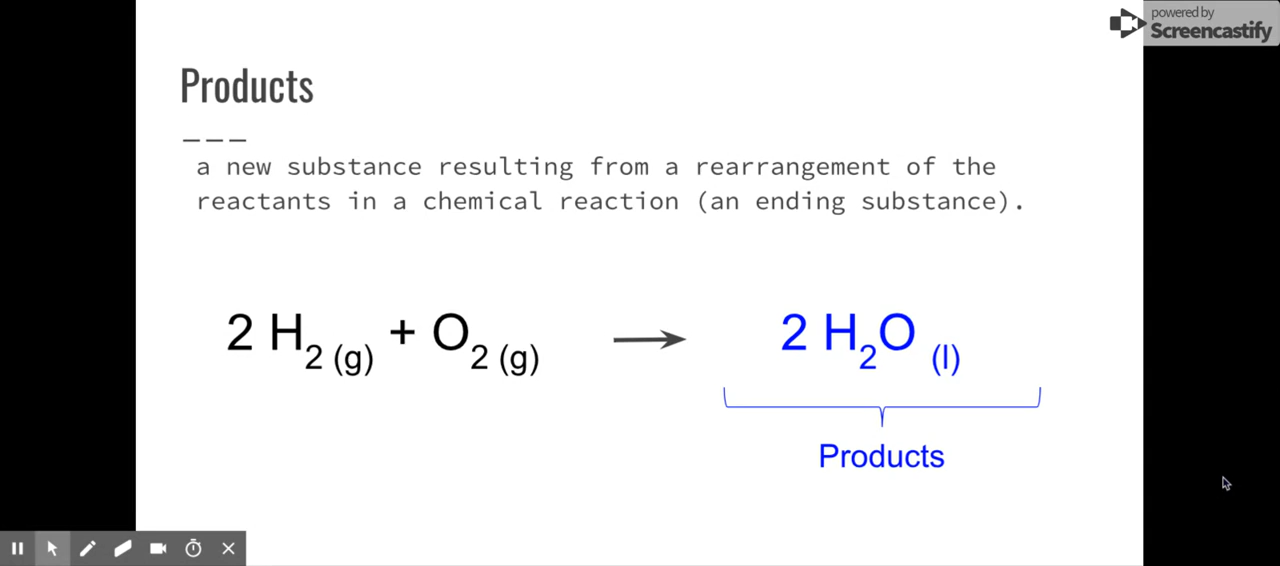 powered by
Screencastify
Products
a new substance resulting from a rearrangement of the
reactants in a chemical reaction (an ending substance).
2 H₂ (g) + O₂ (g) → 2 H₂O (l)
Products